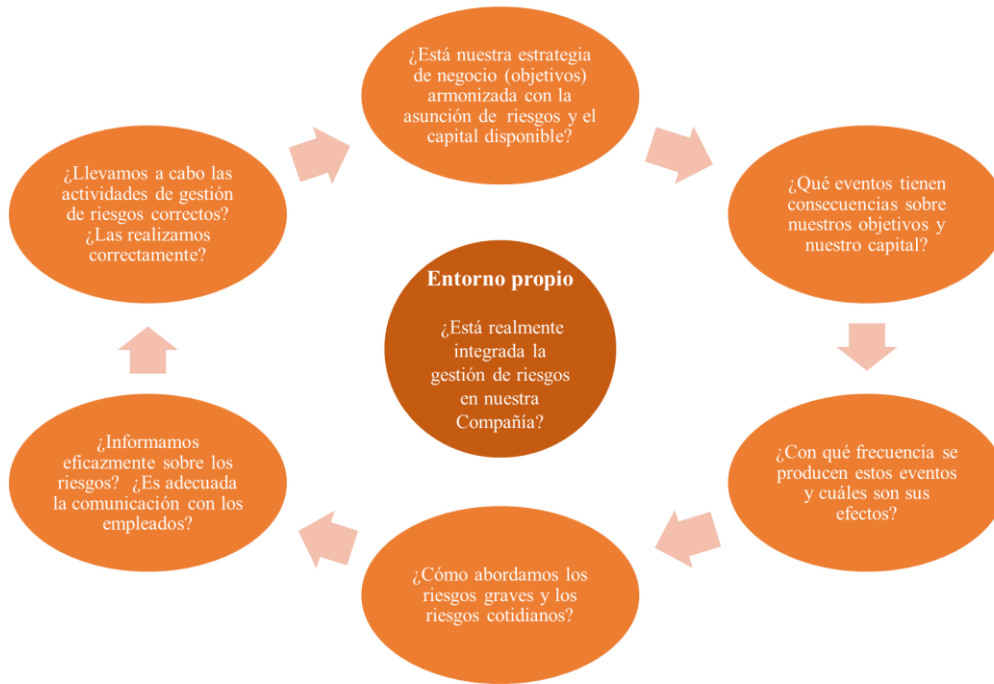 ¿Está nuestra estrategia
de negocio (objetivos)
armonizada con la
asunción de riesgos y el
capital disponible?
¿Qué eventos tienen
consecuencias sobre
nuestros objetivos y
nuestro capital?
¿Con qué frecuencia se
producen estos eventos
y cuáles son sus
efectos?
¿Cómo abordamos los
riesgos graves y los
riesgos cotidianos?
¿Informamos
eficazmente sobre los
riesgos? ¿Es adecuada
la comunicación con los
empleados?
¿Llevamos a cabo las
actividades de gestión
de riesgos correctos?
¿Las realizamos
correctamente?
Entorno propio
¿Está realmente
integrada la
gestión de riesgos
en nuestra
Compañía?